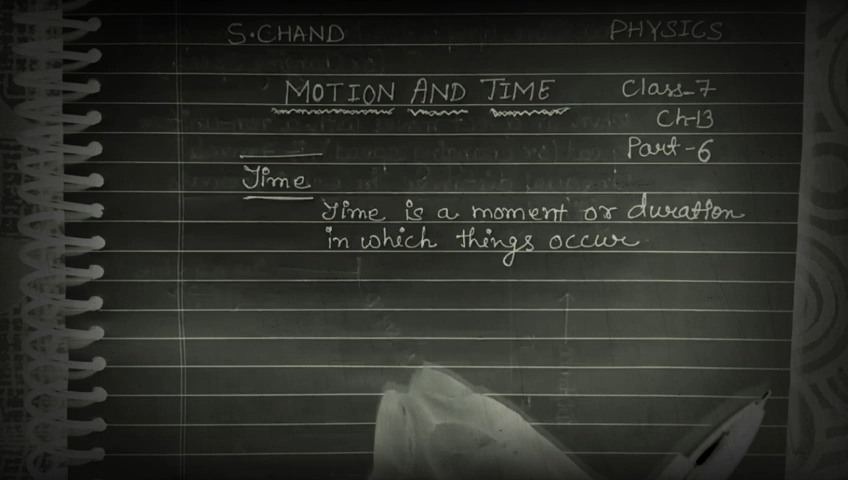 S.CHAND PHYSICS
MOTION AND TIME Class-7
Ch-13
Part-6
Time
Time is a moment or duration
in which things occur